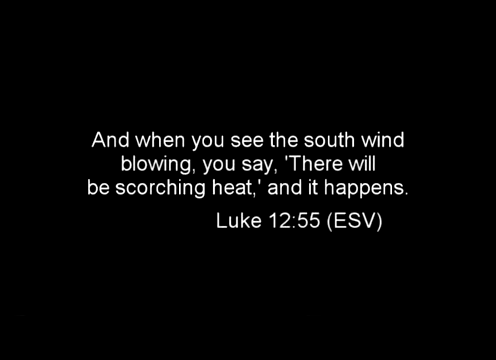 And when you see the south wind
blowing, you say, 'There will
be scorching heat,' and it happens.
Luke 12:55 (ESV)